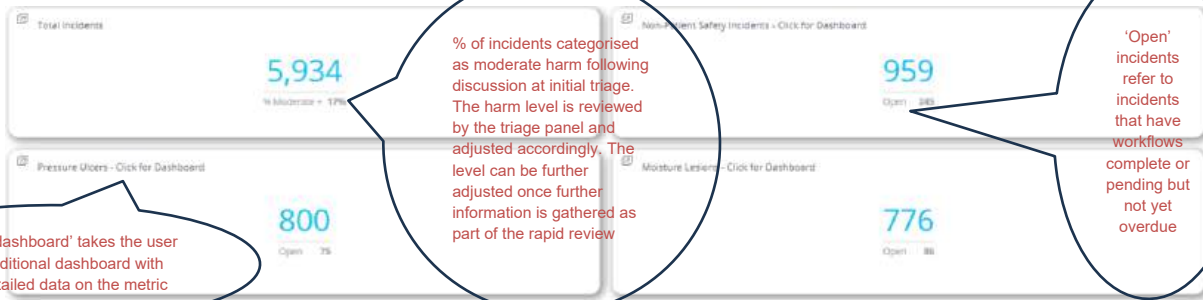 Total Incidents
5,934
% Moderate + 17%
% of incidents categorised
as moderate harm following
discussion at initial triage.
The harm level is reviewed
by the triage panel and
adjusted accordingly. The
level can be further
adjusted once further
information is gathered as
part of the rapid review
Non-Patient Safety Incidents - Click for Dashboard
959
Open
'Open'
incidents
refer to
incidents
that have
workflows
complete or
pending but
not yet
overdue
Pressure Ulcers - Click for Dashboard
800
Open 75
ashboard' takes the user
ditional dashboard with
tailed data on the metric
Moisture Lesions - Click for Dashboard
776
Open